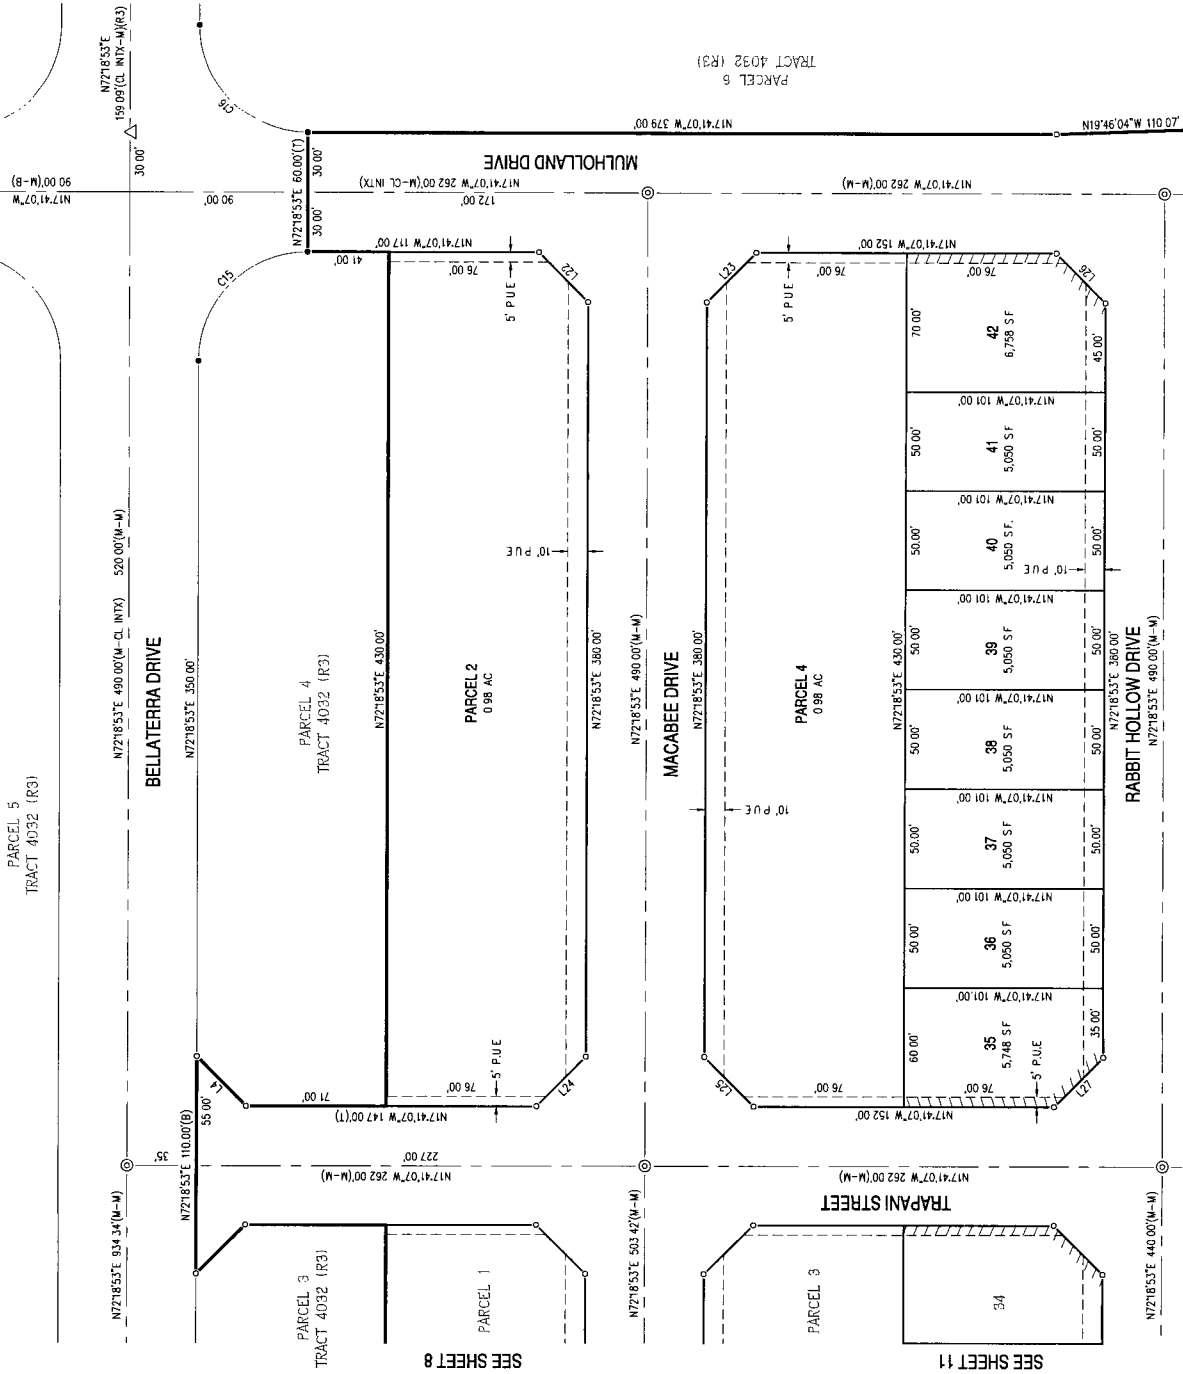 PARCEL 5
TRACT 4032 (R3)
N72°18'53"E 934 34'(M-M)
35'
N72°18'53"E 490 00'(M-CL INTX)
520 00'(M-M)
30 00'
N72°18'53"E
159 09'(CL INTX-M)(R3)
N17°41'07"W
90 00'(M-B)
BELLATERRA DRIVE
N72°18'53"E 110.00'(B)
55 00'
L4
N72°18'53"E 350 00'
C15
C16
90 00'
N72°18'53"E 60.00'(T)
30 00'
30 00'
PARCEL 3
TRACT 4032 (R3)
71 00'
PARCEL 4
TRACT 4032 (R3)
41 00'
N17°41'07"W 147 00'(T)
N72°18'53"E 430 00'
N17°41'07"W 117 00'
N17°41'07"W 262 00'(M-CL INTX)
172 00'
MULHOLLAND DRIVE
N17°41'07"W 379 00'
PARCEL 6
TRACT 4032 (R3)
227 00'
N17°41'07"W 262 00'(M-M)
PARCEL 1
SEE SHEET 8
76 00'
5' P.U.E
PARCEL 2
0 98 AC
76 00'
5' P U E
L24
L22
10' P U E
N72°18'53"E 380 00'
N72°18'53"E 503 42'(M-M)
N72°18'53"E 490 00'(M-M)
MACABEE DRIVE
N72°18'53"E 380 00'
L25
L23
10' P U E
5' P U E
PARCEL 3
76 00'
PARCEL 4
0 98 AC
76 00'
N17°41'07"W 152 00'
N17°41'07"W 152 00'
N17°41'07"W 262 00'(M-M)
N17°41'07"W 262 00'(M-M)
N19°46'04"W 110 07'
TRAPANI STREET
N72°18'53"E 430 00'
34
SEE SHEET 11
76 00'
60 00'
35
5,748 SF
5' P.U.E
35 00'
N17°41'07"W 101.00'
50 00'
36
5,050 SF
50 00'
N17°41'07"W 101 00'
50.00'
37
5,050 SF
50 00'
N17°41'07"W 101 00'
50 00'
38
5,050 SF
50 00'
N17°41'07"W 101 00'
50 00'
39
5,050 SF
50 00'
N17°41'07"W 101 00'
50.00'
40
5,050 SF.
10' P U E
50 00'
N17°41'07"W 101 00'
50 00'
41
5,050 SF
50 00'
N17°41'07"W 101 00'
70 00'
42
6,758 SF
45 00'
76 00'
L27
L26
N72°18'53"E 380 00'
RABBIT HOLLOW DRIVE
N72°18'53"E 440 00'(M-M)
N72°18'53"E 490 00'(M-M)